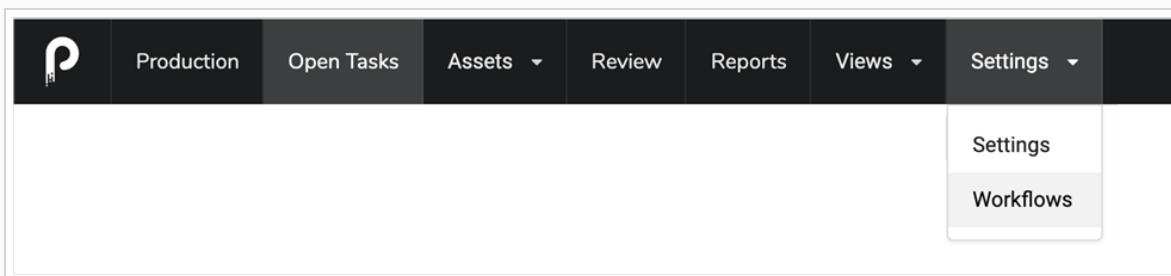 Production Open Tasks Assets Review Reports Views Settings
Settings
Workflows